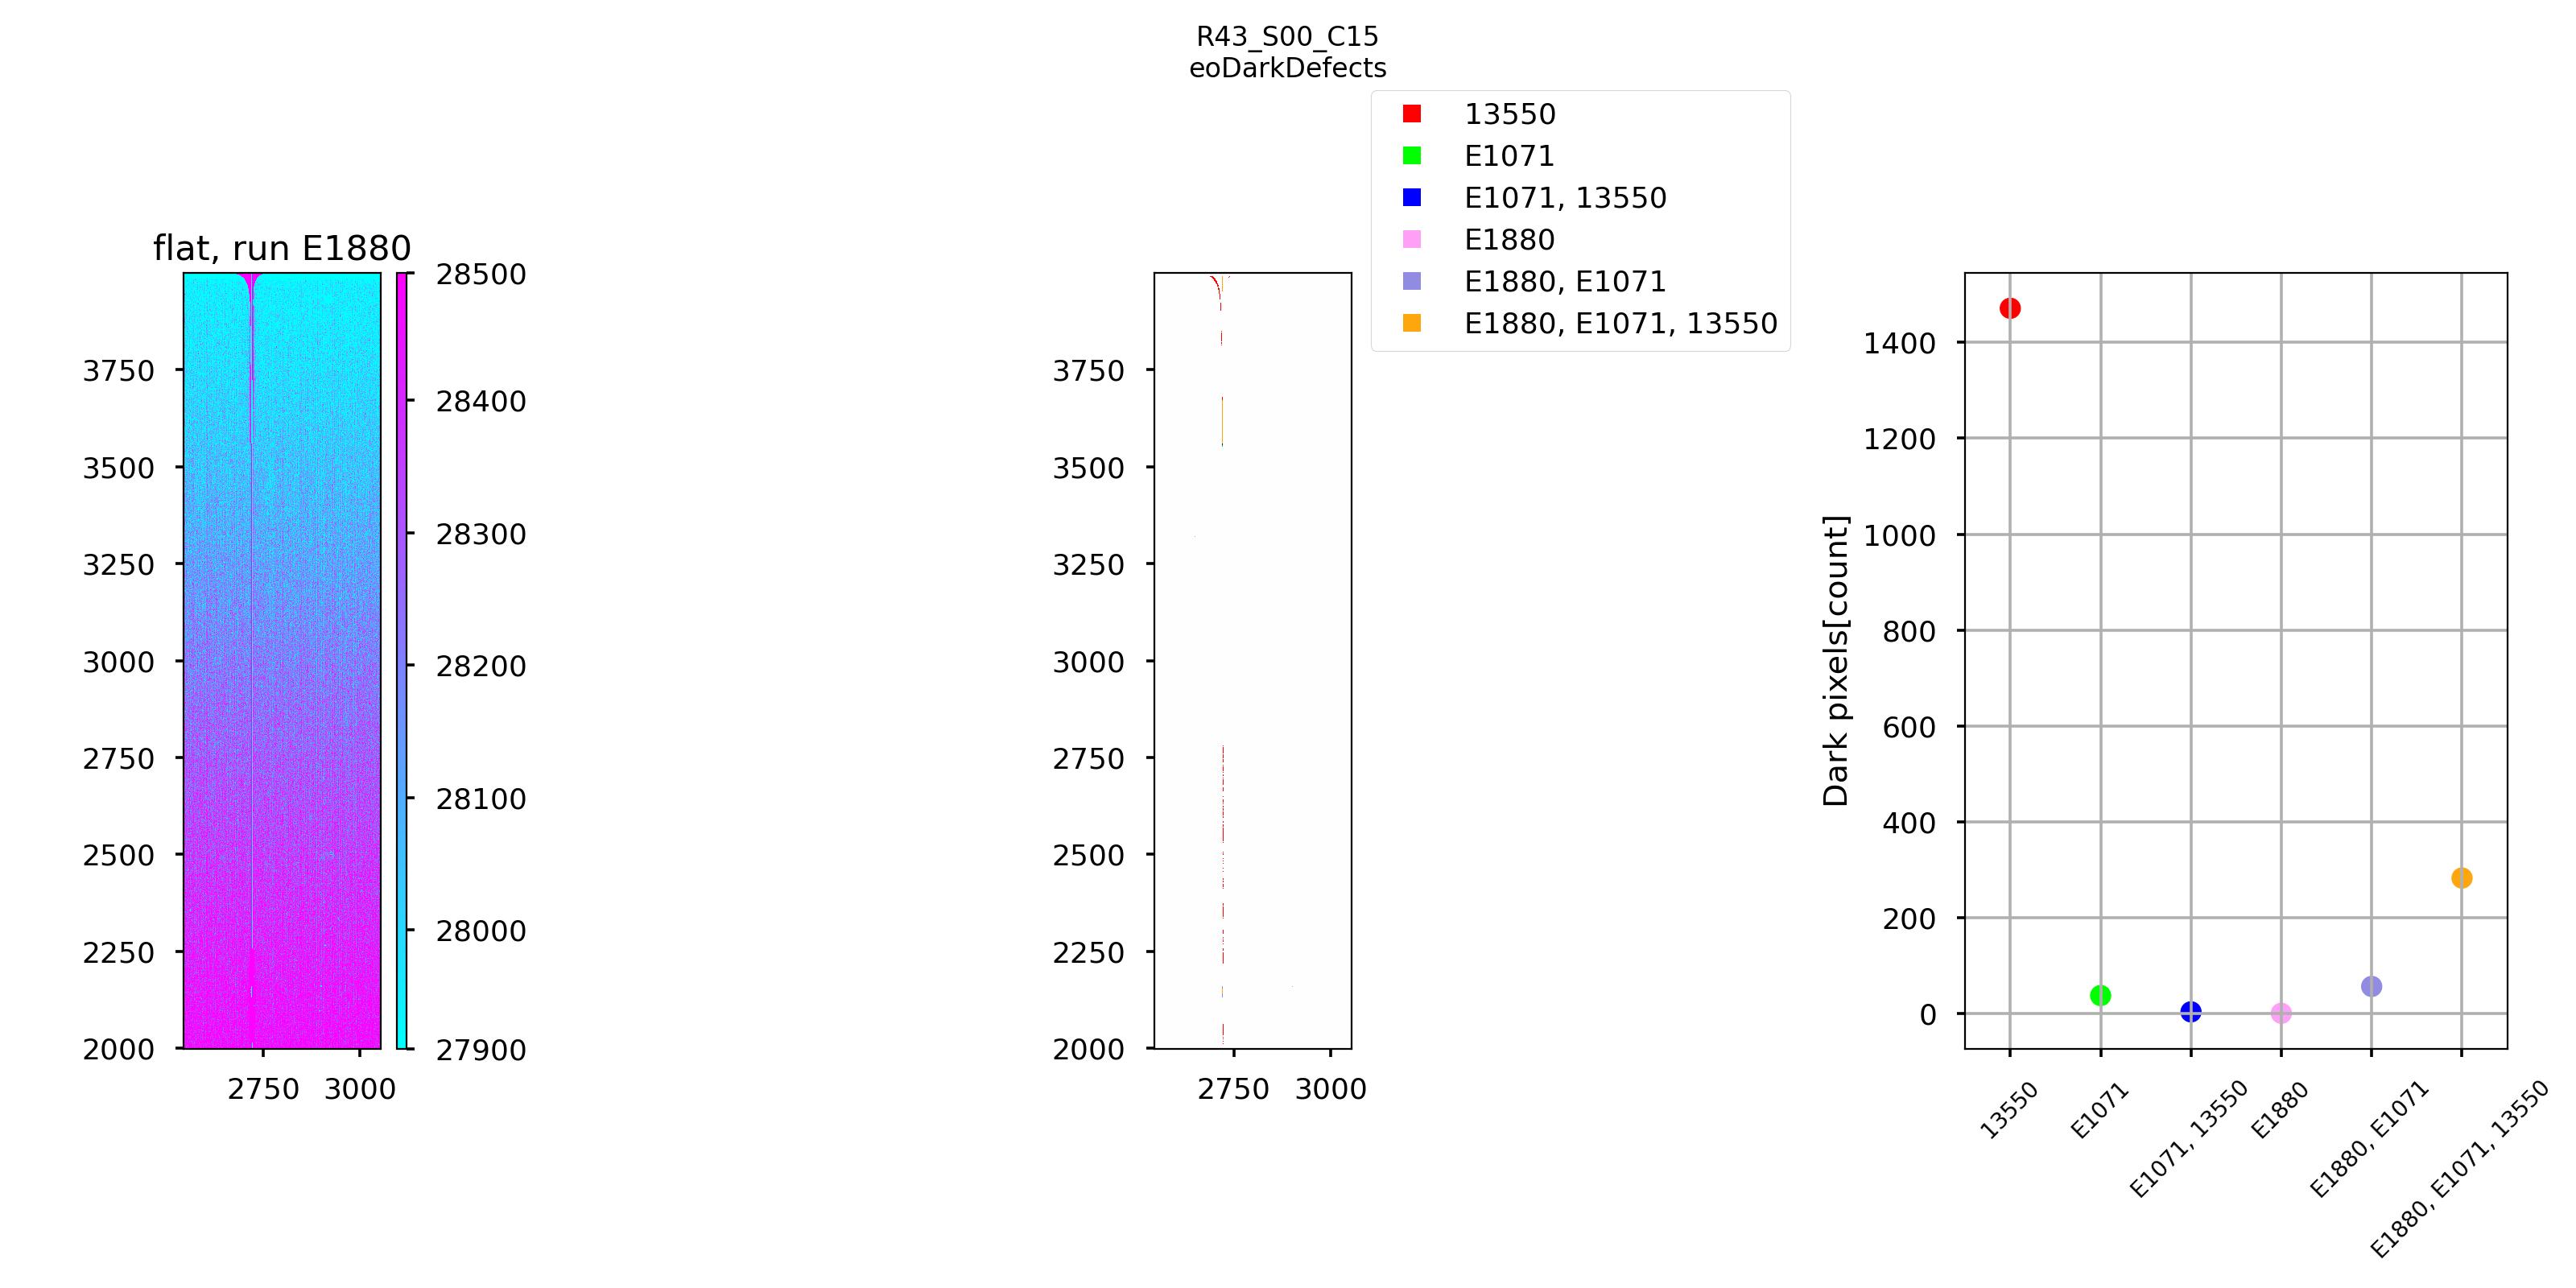 R43_S00_C15
eoDarkDefects
13550
E1071
E1071, 13550
E1880
E1880, E1071
E1880, E1071, 13550
flat, run E1880
3750
3500
3250
3000
2750
2500
2250
2000
2750 3000
28500
28400
28300
28200
28100
28000
27900
3750
3500
3250
3000
2750
2500
2250
2000
2750 3000
Dark pixels[count]
1400
1200
1000
800
600
400
200
0
13550
E1071
E1071, 13550
E1880
E1880, E1071
E1880, E1071, 13550